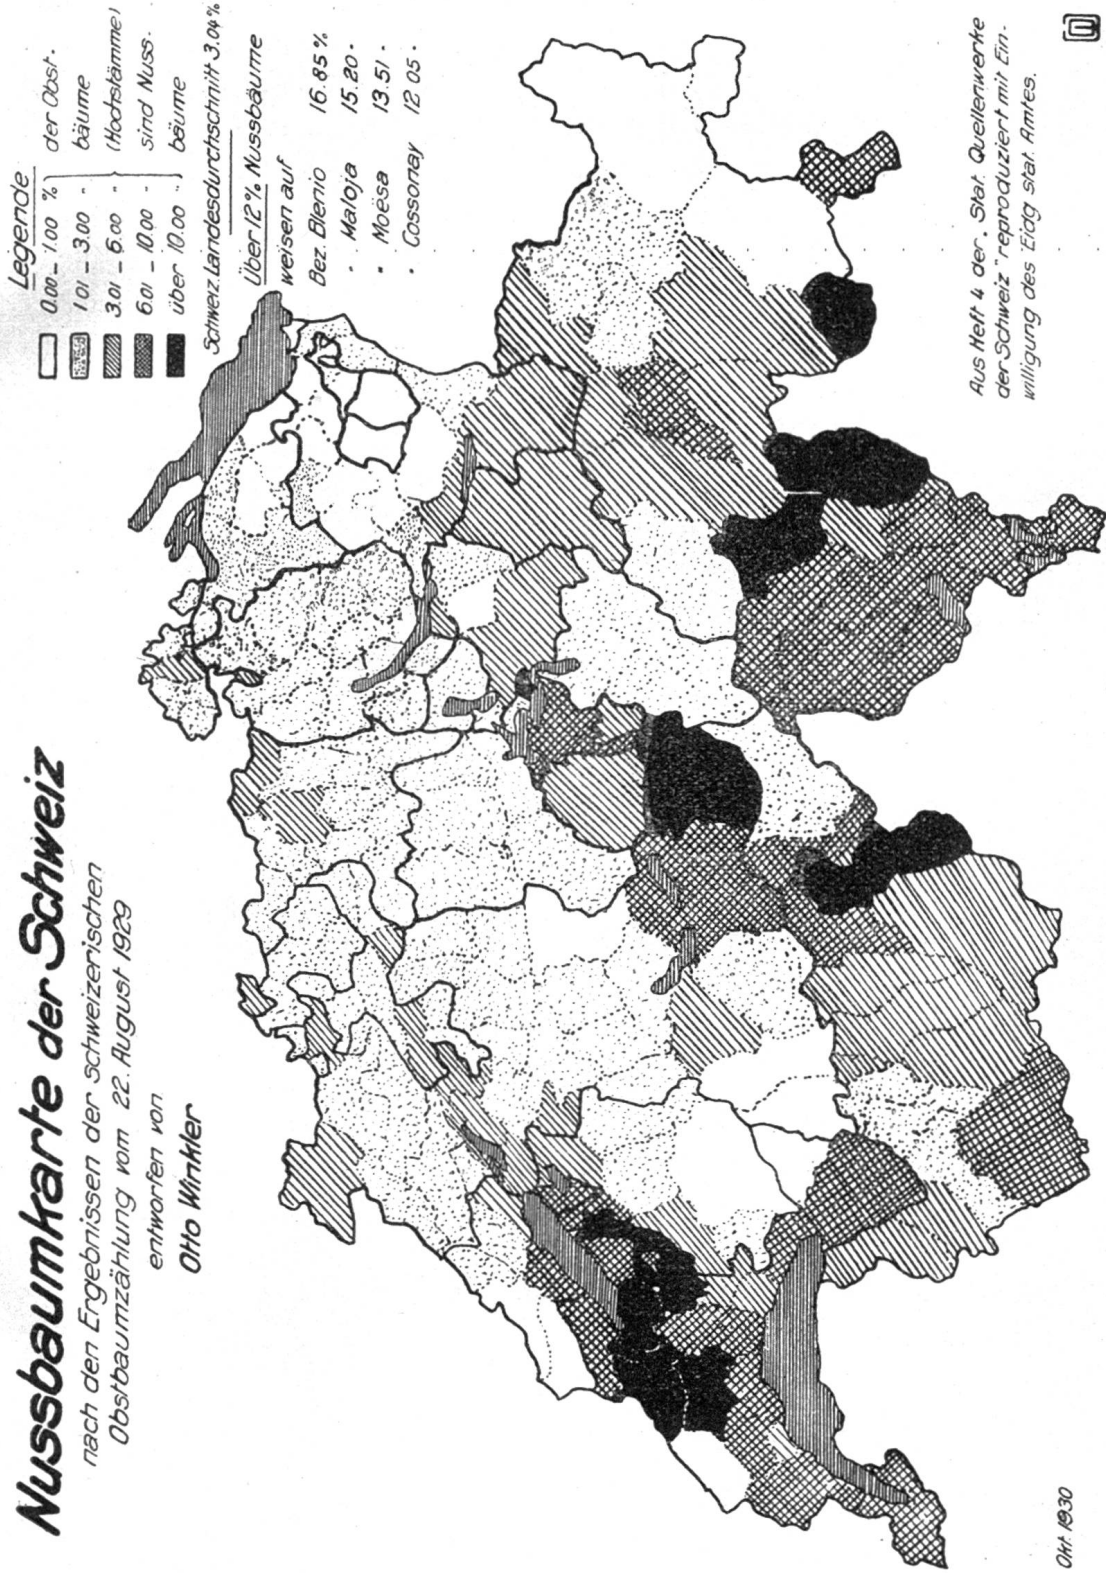 Nussbaumkarte der Schweiz
nach den Ergebnissen der schweizerischen
Obstbaumzählung vom 22. August 1929
entworfen von
Otto Winkler
Legende
0.00 – 1.00 % der Obst-
1.01 – 3.00 " bäume
3.01 – 6.00 " (Hochstämme)
6.01 – 10.00 " sind Nuss-
über 10.00 " bäume
Schweiz. Landesdurchschnitt 3.04%
Über 12% Nussbäume
weisen auf
Bez. Blenio 16.85 %
" Maloja 15.20 "
" Moësa 13.51 "
" Cossonay 12.05 "
Aus Heft 4 der „Stat. Quellenwerke
der Schweiz" reproduziert mit Ein-
willigung des Eidg. stat. Amtes.
Okt. 1930